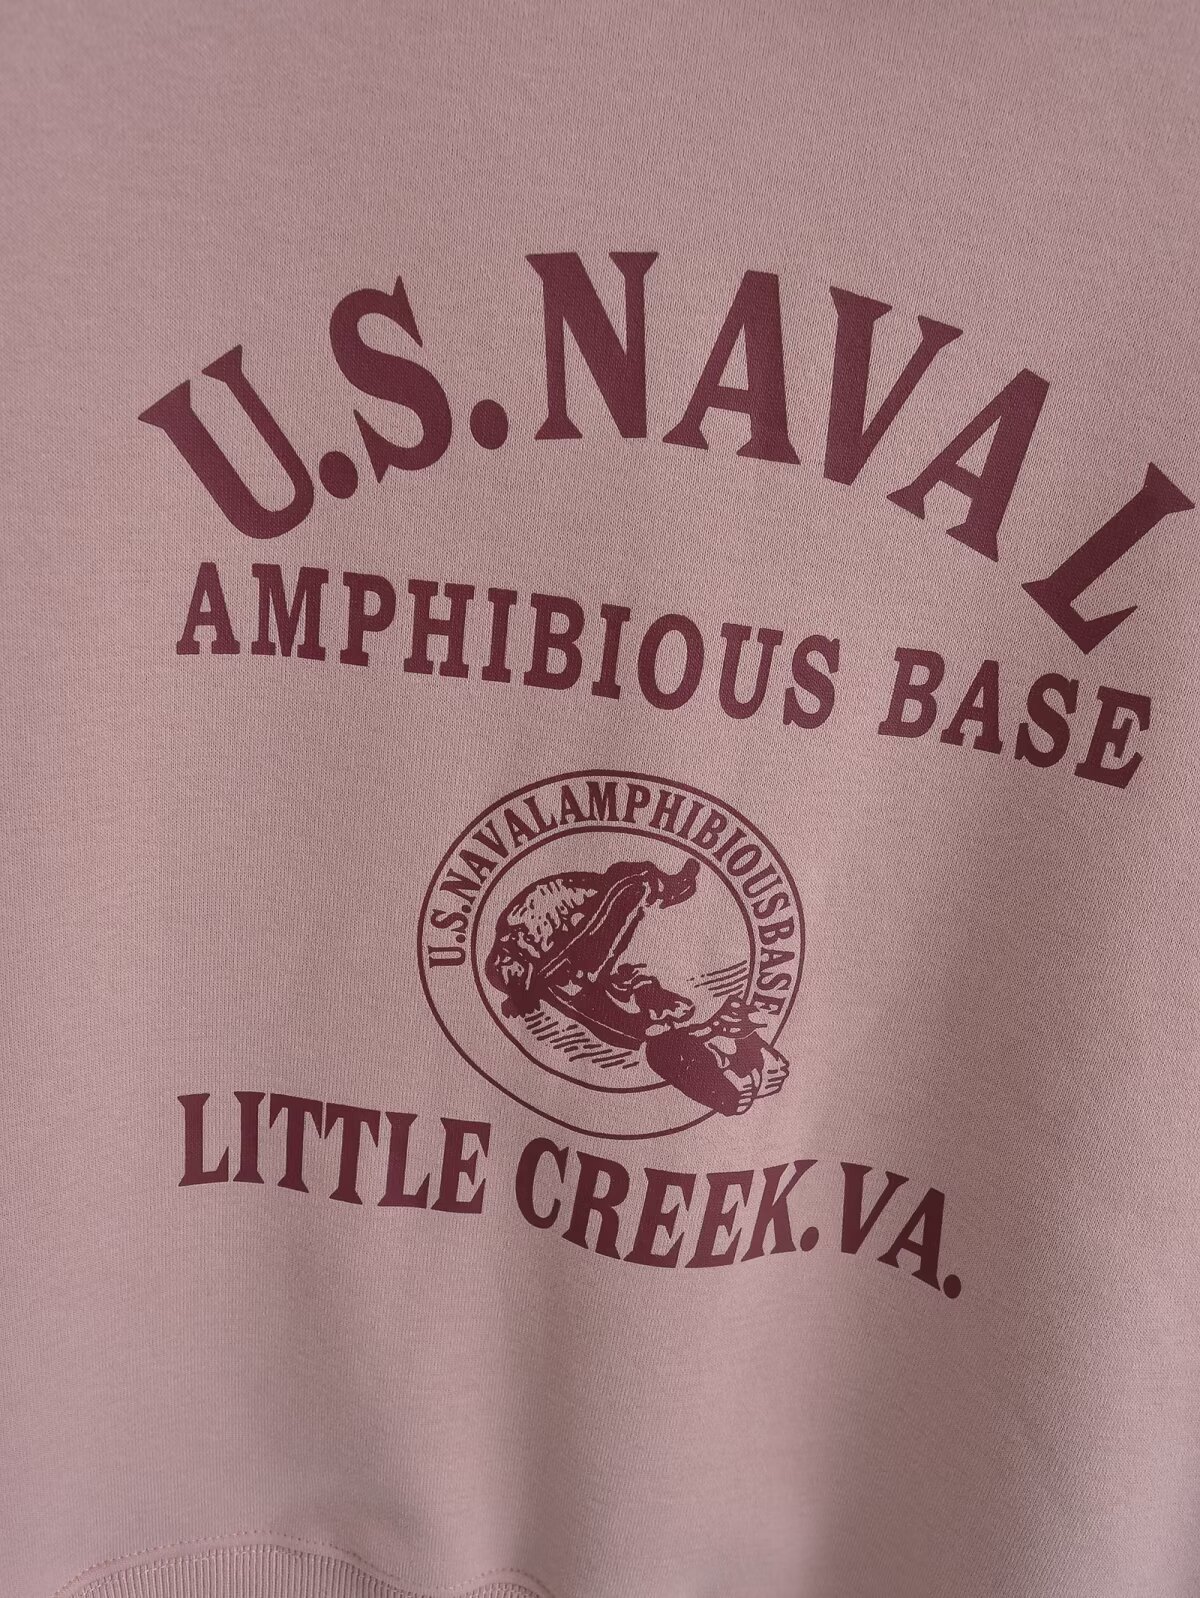 U.S. NAVAL
AMPHIBIOUS BASE
U.S.NAVALAMPHIBIOUSBASE
LITTLE CREEK.VA.